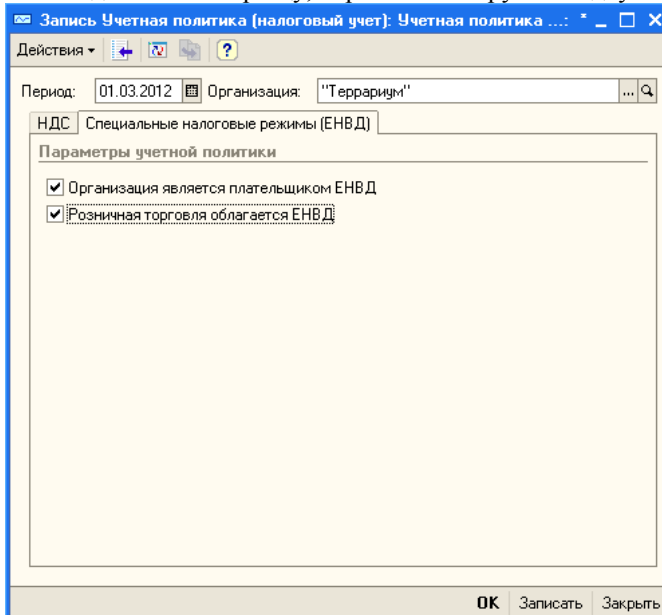 Запись Учетная политика (налоговый учет): Учетная политика ...: *
Действия
Период: 01.03.2012 Организация: "Террариум" ...
НДС Специальные налоговые режимы (ЕНВД)
Параметры учетной политики
Организация является плательщиком ЕНВД
Розничная торговля облагается ЕНВД
OK Записать Закрыть